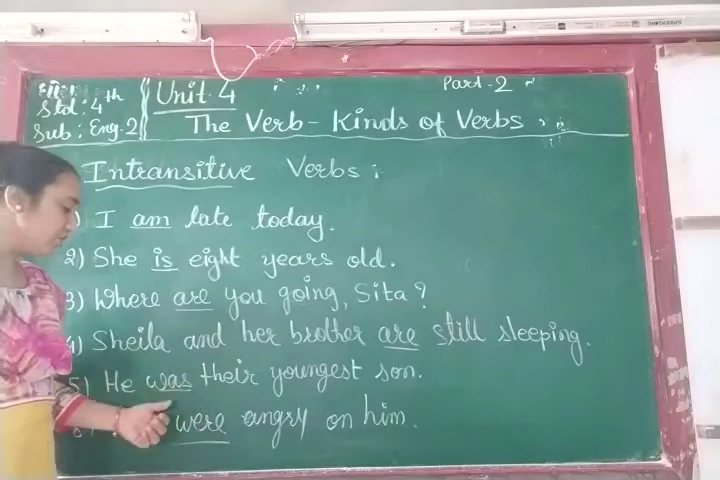 Std : 4th
Sub : Eng-2
Unit. 4
Part - 2
The Verb - Kinds of Verbs
Intransitive Verbs :
1) I am late today.
2) She is eight years old.
3) Where are you going, Sita?
4) Sheila and her brother are still sleeping.
5) He was their youngest son.
were angry on him.